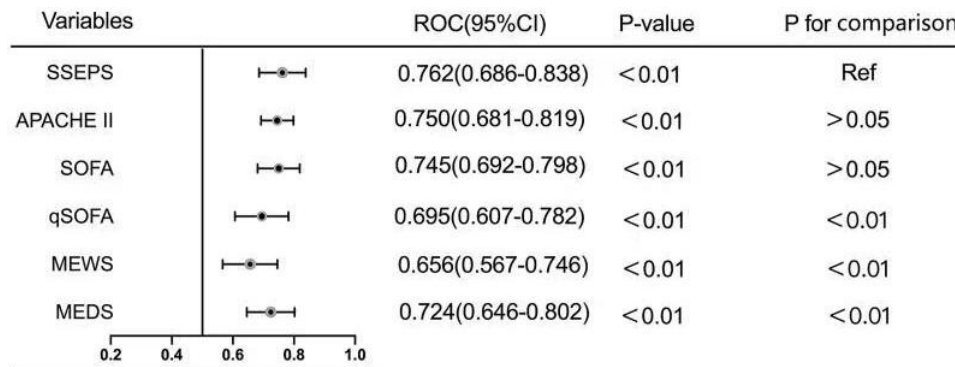 Variables ROC(95%CI) P-value P for comparison
SSEPS 0.762(0.686-0.838) <0.01 Ref
APACHE II 0.750(0.681-0.819) <0.01 >0.05
SOFA 0.745(0.692-0.798) <0.01 >0.05
qSOFA 0.695(0.607-0.782) <0.01 <0.01
MEWS 0.656(0.567-0.746) <0.01 <0.01
MEDS 0.724(0.646-0.802) <0.01 <0.01
0.2 0.4 0.6 0.8 1.0